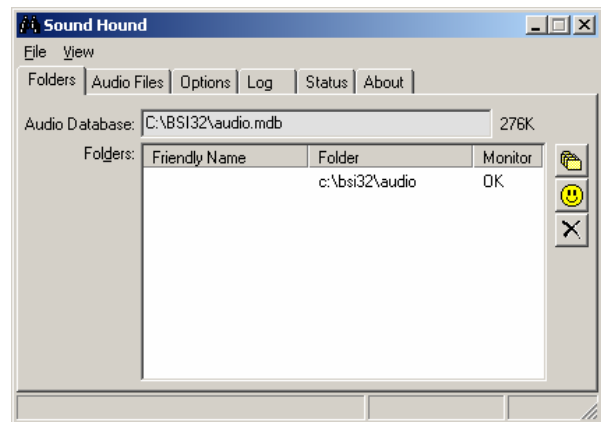 Sound Hound
File View
Folders Audio Files Options Log Status About
Audio Database: C:\BSI32\audio.mdb 276K
Folders: Friendly Name Folder Monitor
c:\bsi32\audio OK